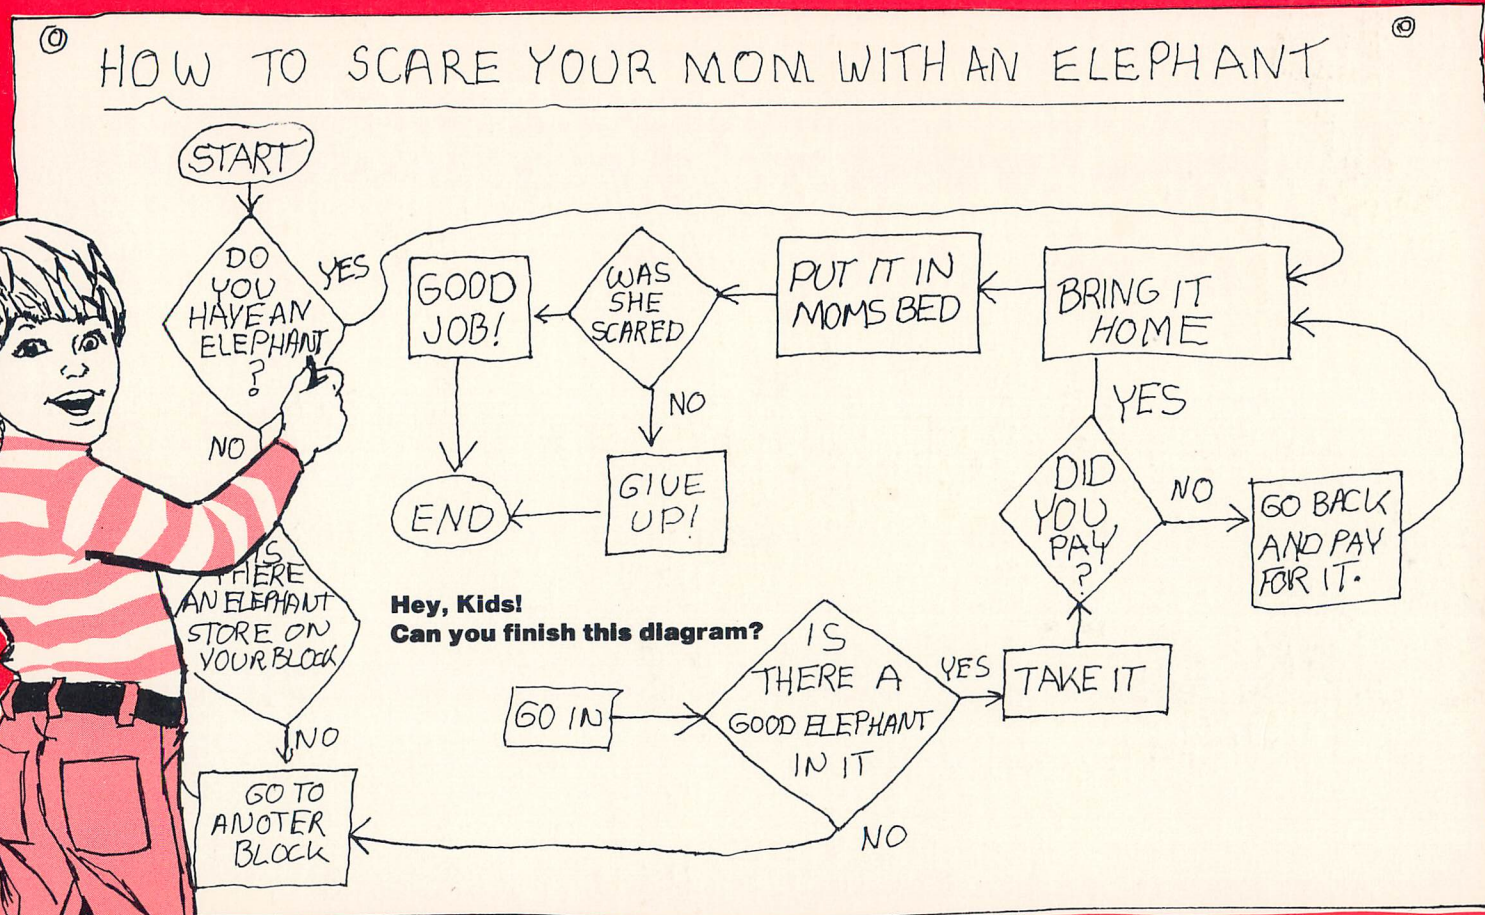 HOW TO SCARE YOUR MOM WITH AN ELEPHANT
START
DO
YOU
HAVE AN
ELEPHANT
?
YES
NO
GOOD
JOB!
WAS
SHE
SCARED
PUT IT IN
MOMS BED
BRING IT
HOME
NO
YES
GIVE
UP!
END
DID
YOU
PAY
?
NO
GO BACK
AND PAY
FOR IT.
IS
THERE
AN ELEPHANT
STORE ON
YOUR BLOCK
Hey, Kids!
Can you finish this diagram?
GO IN
IS
THERE A
GOOD ELEPHANT
IN IT
YES
TAKE IT
NO
GO TO
ANOTER
BLOCK
NO